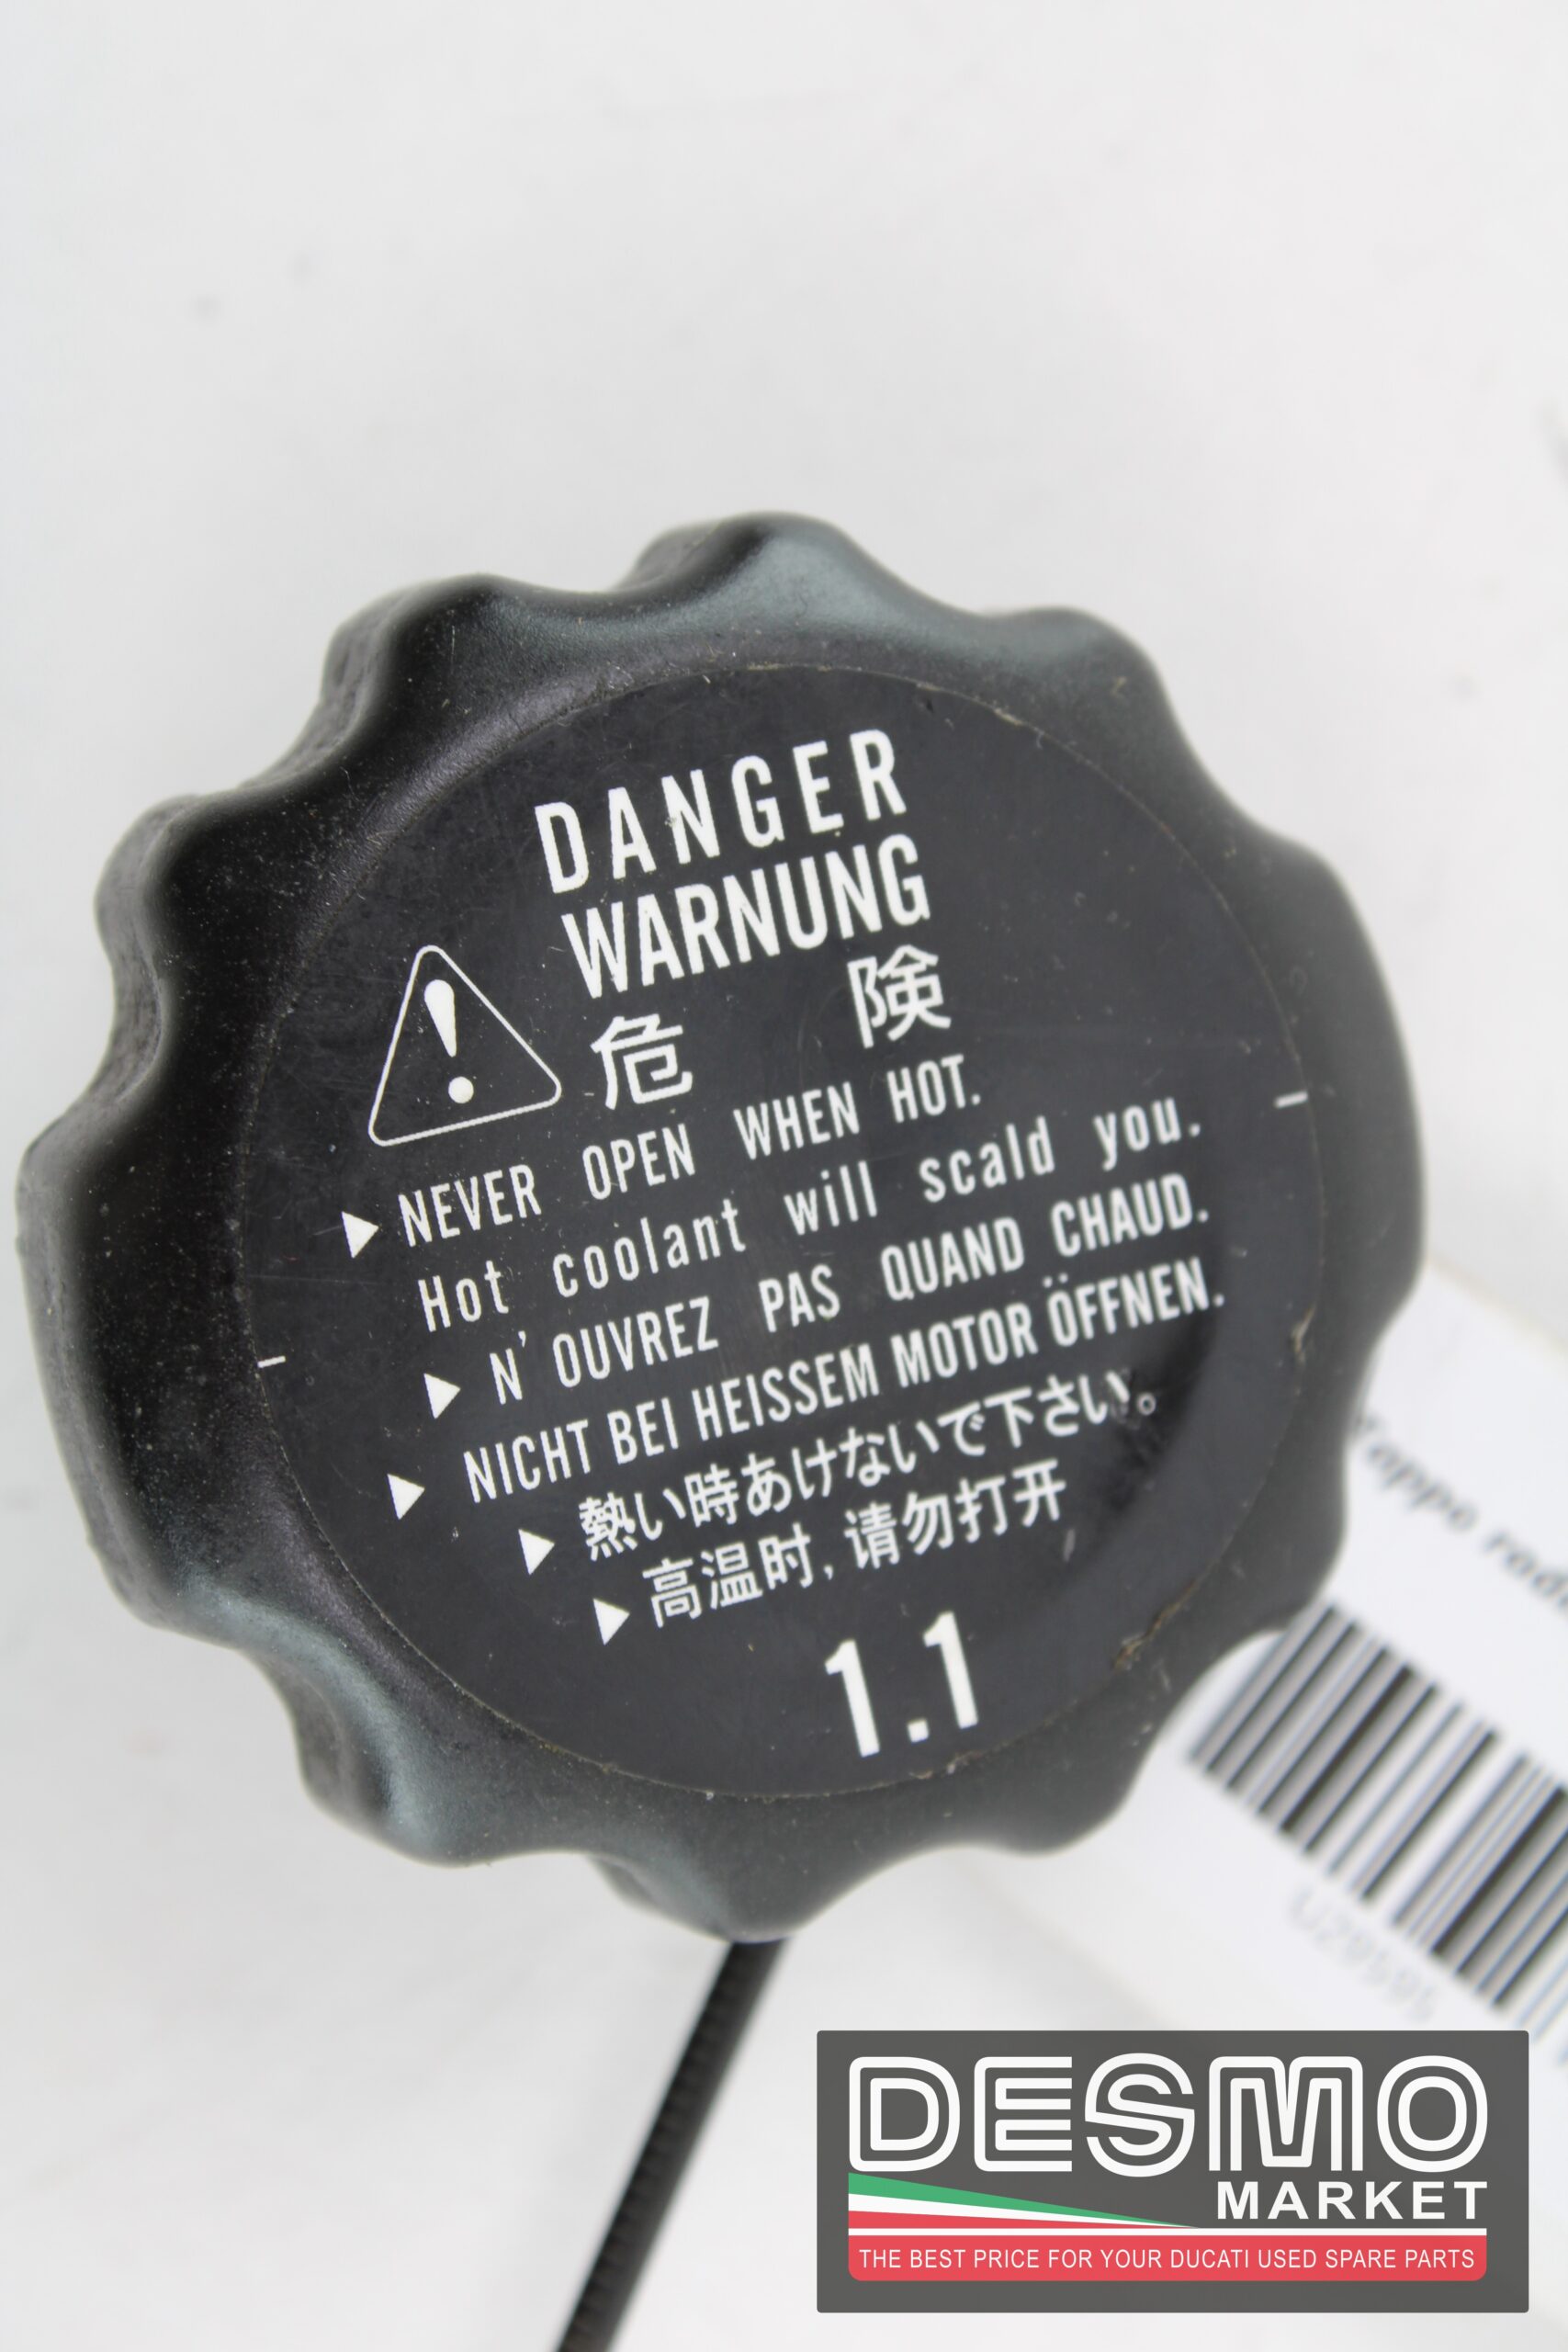 DANGER
WARNUNG
危 険
▶ NEVER OPEN WHEN HOT.
Hot coolant will scald you.
▶ N' OUVREZ PAS QUAND CHAUD.
▶ NICHT BEI HEISSEM MOTOR ÖFFNEN.
▶ 熱い時あけないで下さい。
▶ 高温时,请勿打开
1.1
Tappo
DESMO
MARKET
THE BEST PRICE FOR YOUR DUCATI USED SPARE PARTS